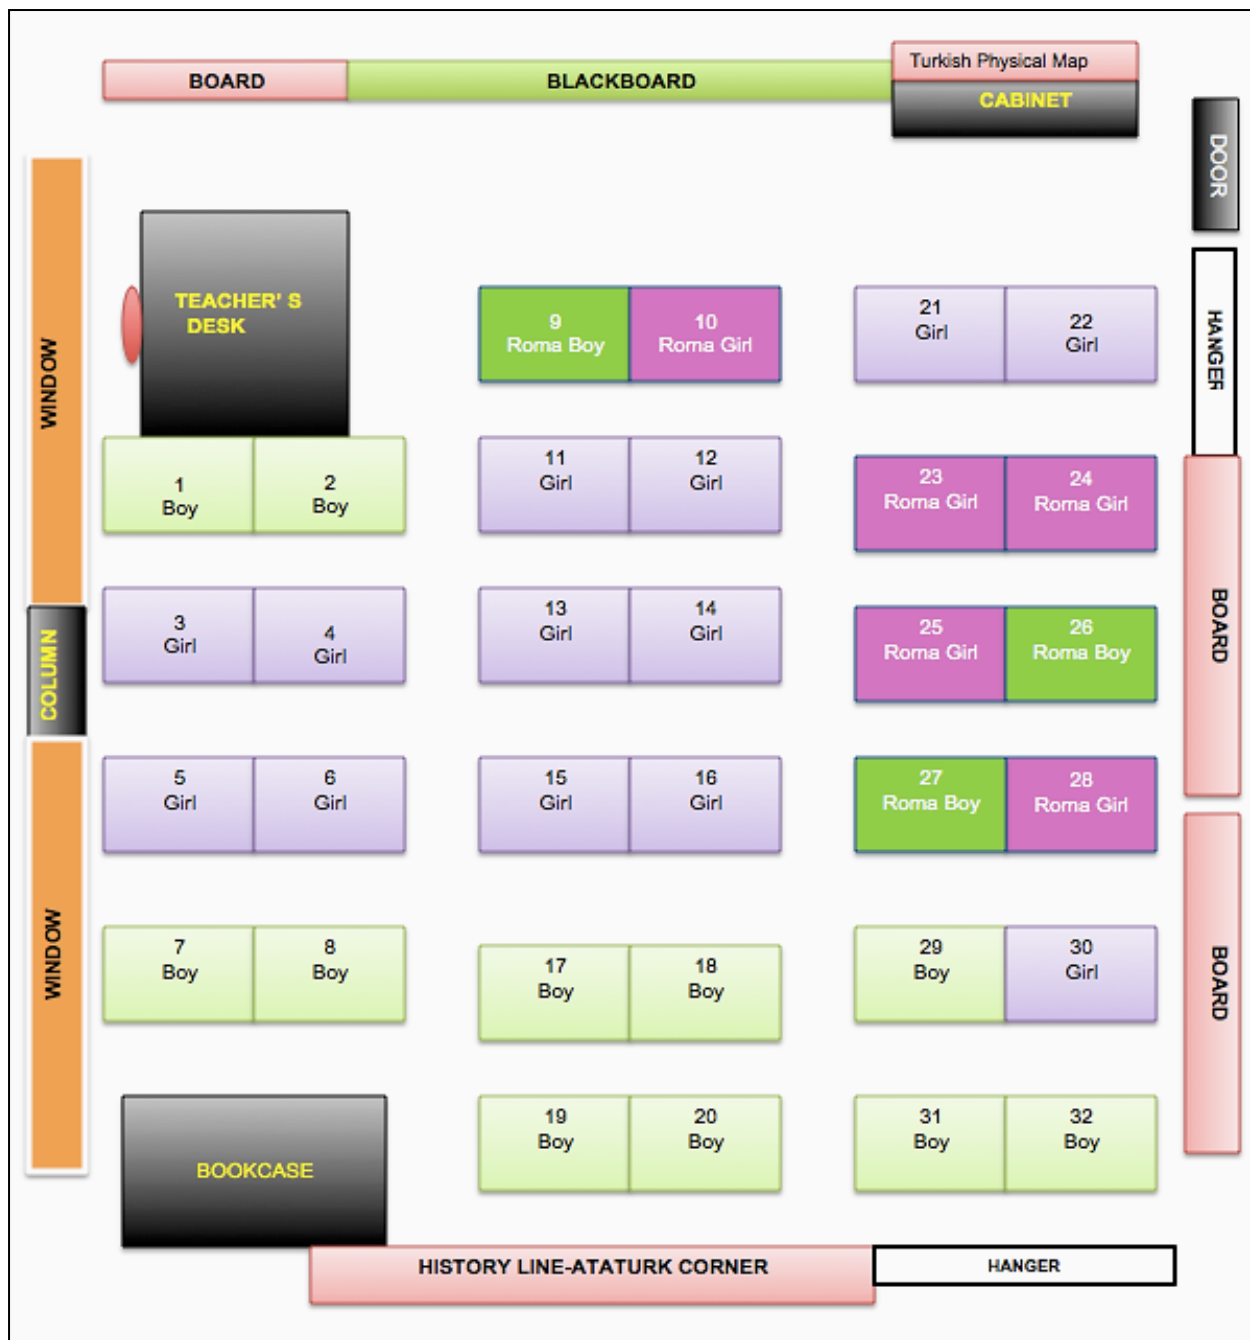 BOARD
BLACKBOARD
Turkish Physical Map
CABINET
DOOR
WINDOW
TEACHER' S
DESK
9
Roma Boy
10
Roma Girl
21
Girl
22
Girl
HANGER
1
Boy
2
Boy
11
Girl
12
Girl
23
Roma Girl
24
Roma Girl
COLUMN
3
Girl
4
Girl
13
Girl
14
Girl
25
Roma Girl
26
Roma Boy
BOARD
5
Girl
6
Girl
15
Girl
16
Girl
27
Roma Boy
28
Roma Girl
WINDOW
7
Boy
8
Boy
17
Boy
18
Boy
29
Boy
30
Girl
BOARD
BOOKCASE
19
Boy
20
Boy
31
Boy
32
Boy
HISTORY LINE-ATATURK CORNER
HANGER